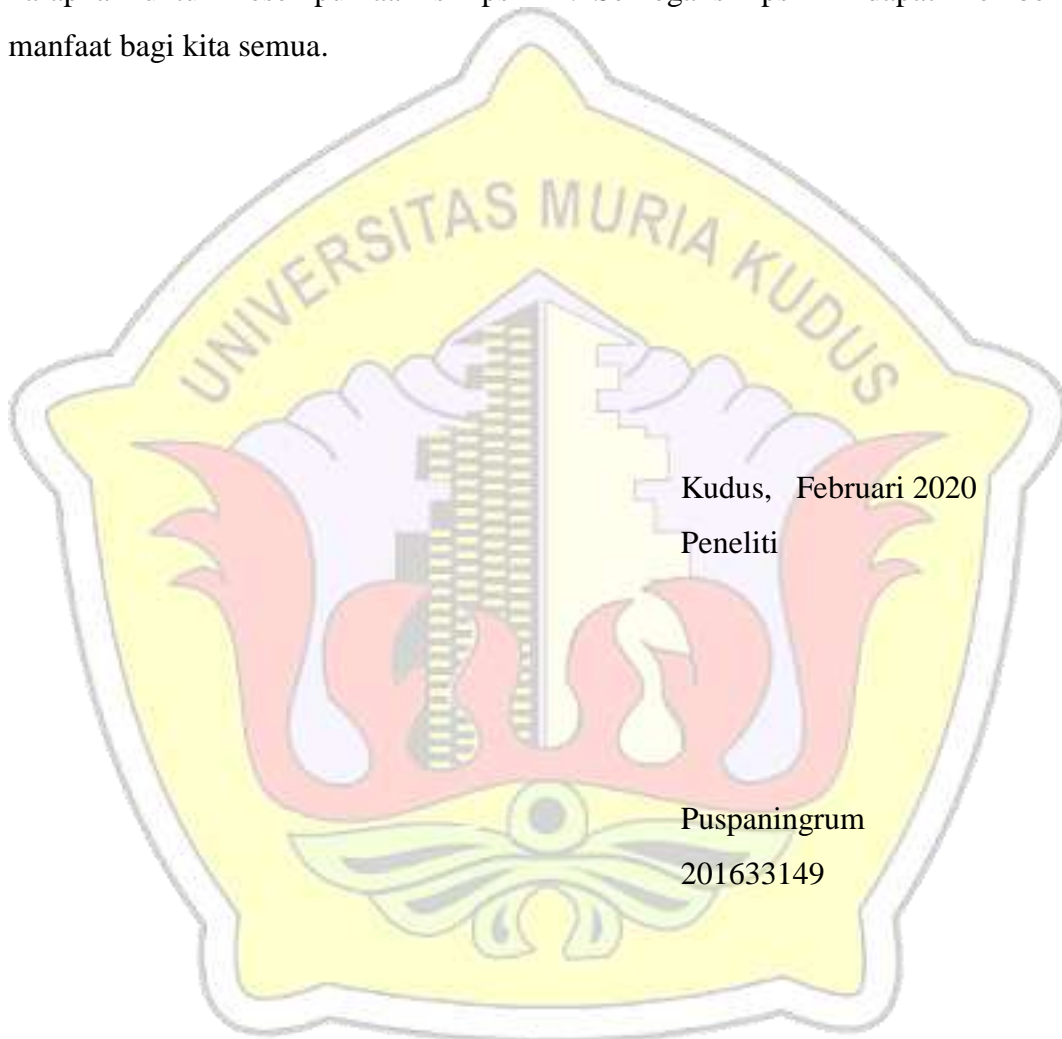 manfaat bagi kita semua.
UNIVERSITAS MURIA KUDUS
Kudus, Februari 2020
Peneliti
Puspaningrum
201633149